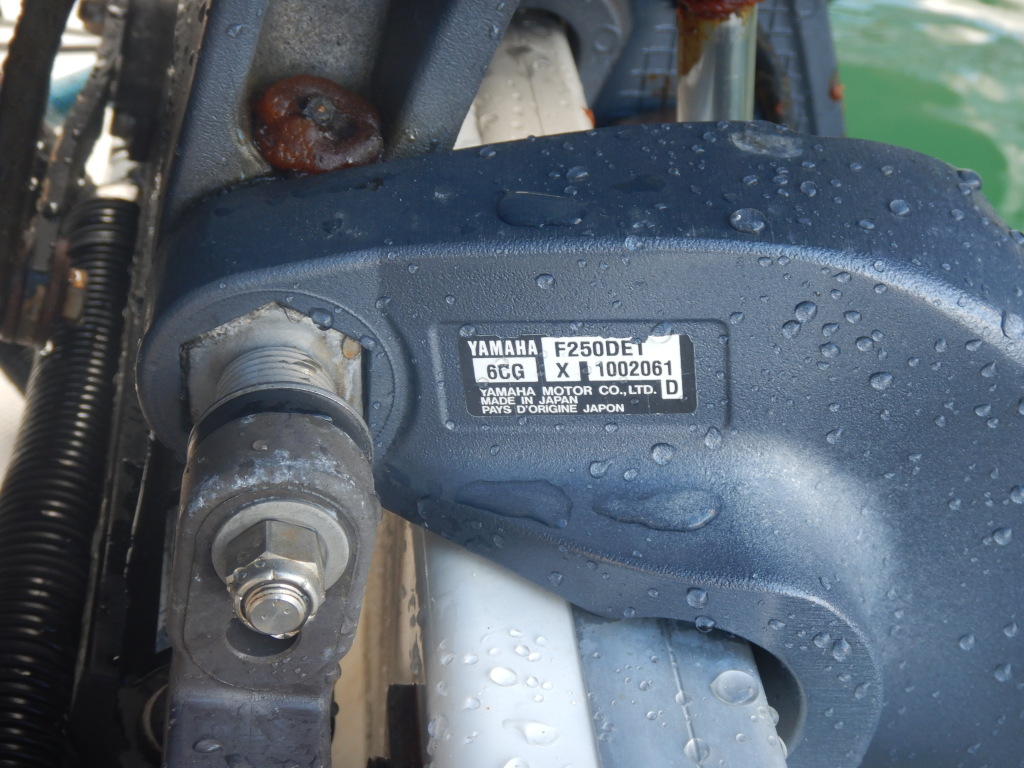 YAMAHA F250DET
6CG X 1002061
D
YAMAHA MOTOR CO., LTD.
MADE IN JAPAN
PAYS D'ORIGINE JAPON